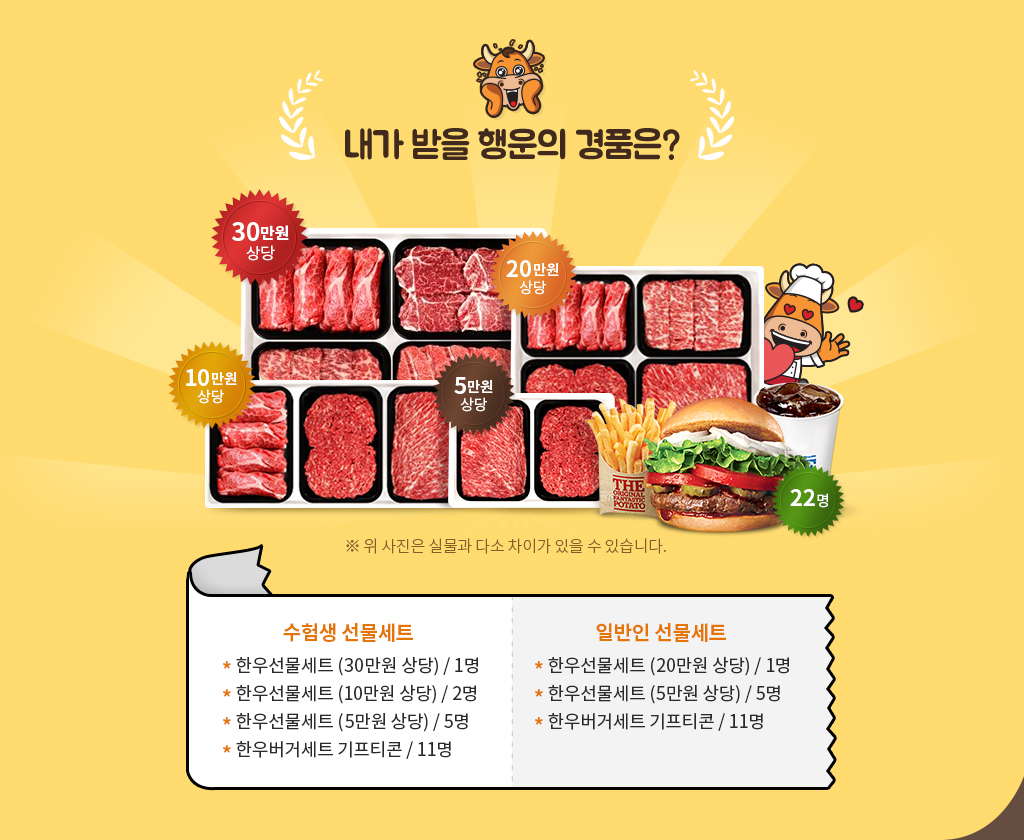 내가 받을 행운의 경품은?
30만원
상당
20만원
상당
10만원
상당
5만원
상당
THE
ORIGINAL
FANTASTIC
POTATO
22명
※ 위 사진은 실물과 다소 차이가 있을 수 있습니다.
수험생 선물세트
* 한우선물세트 (30만원 상당) / 1명
* 한우선물세트 (10만원 상당) / 2명
* 한우선물세트 (5만원 상당) / 5명
* 한우버거세트 기프티콘 / 11명
일반인 선물세트
* 한우선물세트 (20만원 상당) / 1명
* 한우선물세트 (5만원 상당) / 5명
* 한우버거세트 기프티콘 / 11명